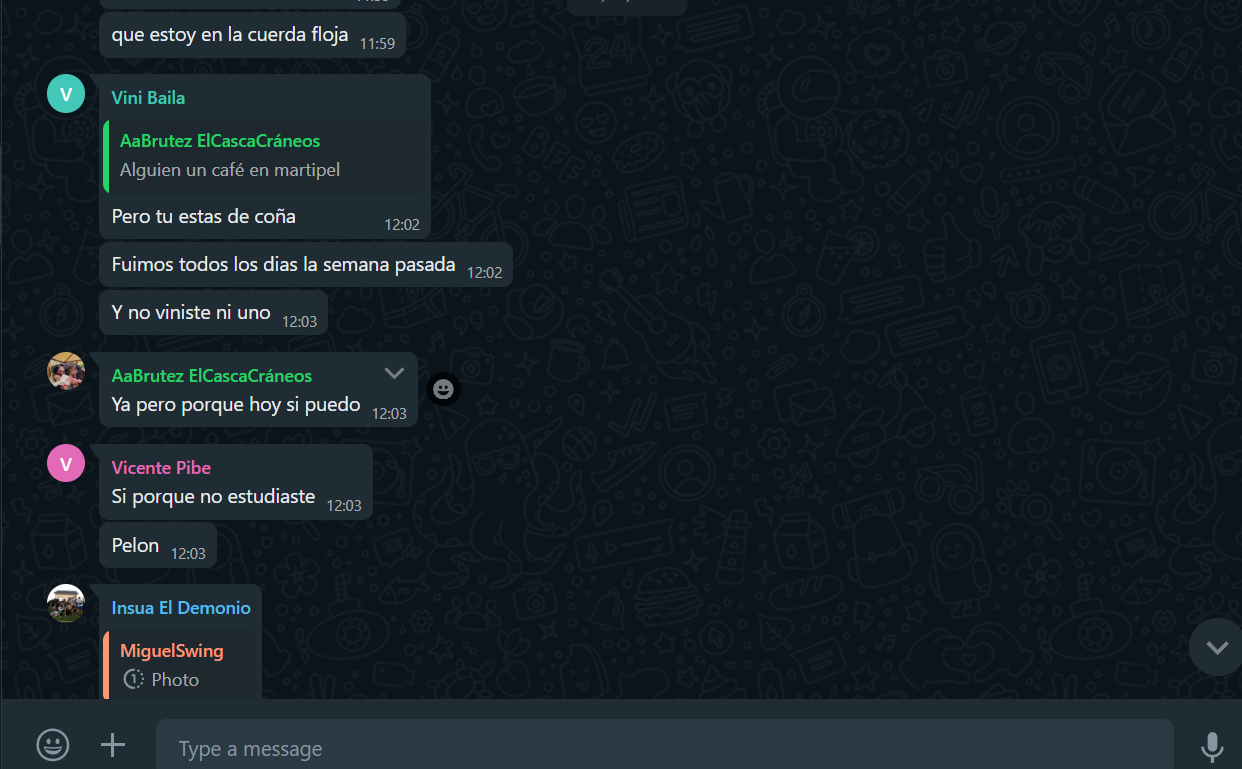 que estoy en la cuerda floja 11:59
V
Vini Baila
AaBrutez ElCascaCráneos
Alguien un café en martipel
Pero tu estas de coña 12:02
Fuimos todos los dias la semana pasada 12:02
Y no viniste ni uno 12:03
AaBrutez ElCascaCráneos
Ya pero porque hoy si puedo 12:03
V
Vicente Pibe
Si porque no estudiaste 12:03
Pelon 12:03
Insua El Demonio
MiguelSwing
1 Photo
Type a message